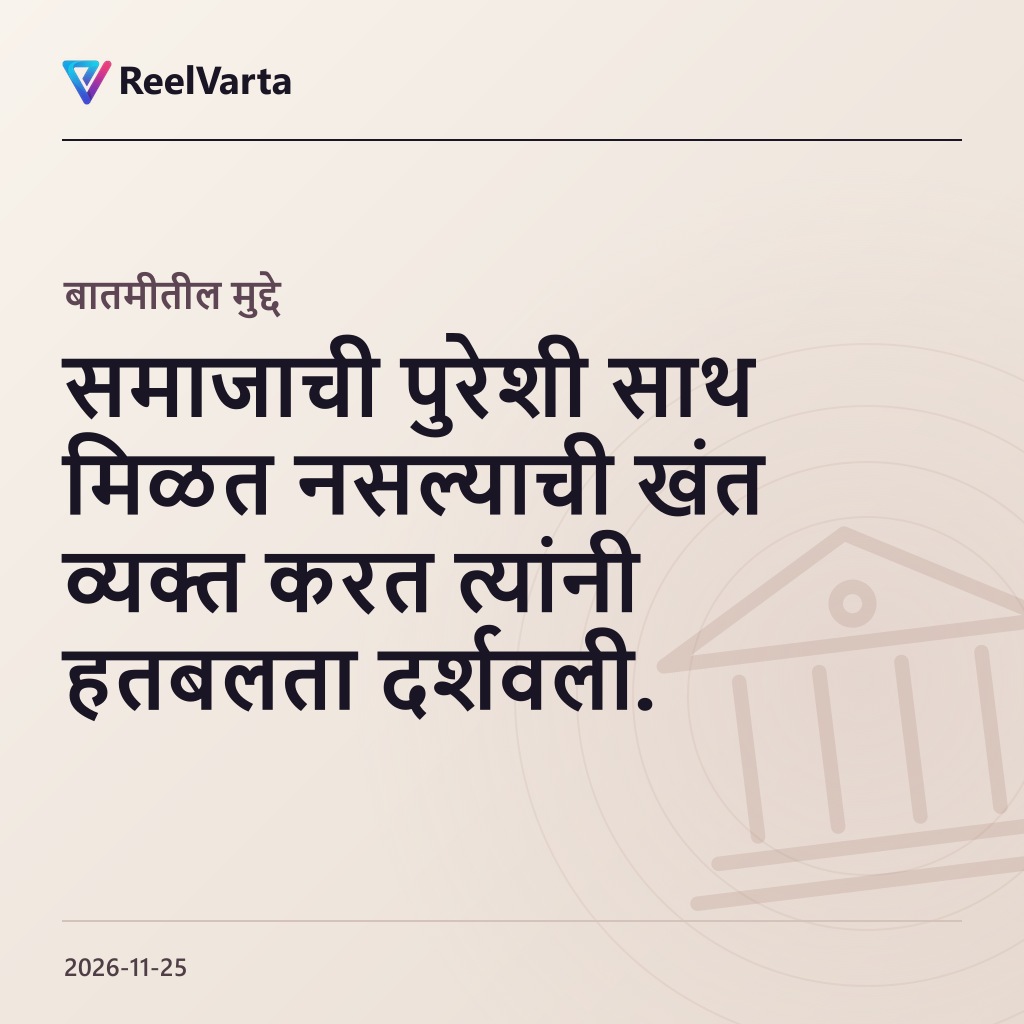 ReelVarta
बातमीतील मुद्दे
समाजाची पुरेशी साथ
मिळत नसल्याची खंत
व्यक्त करत त्यांनी
हतबलता दर्शवली.
2026-11-25